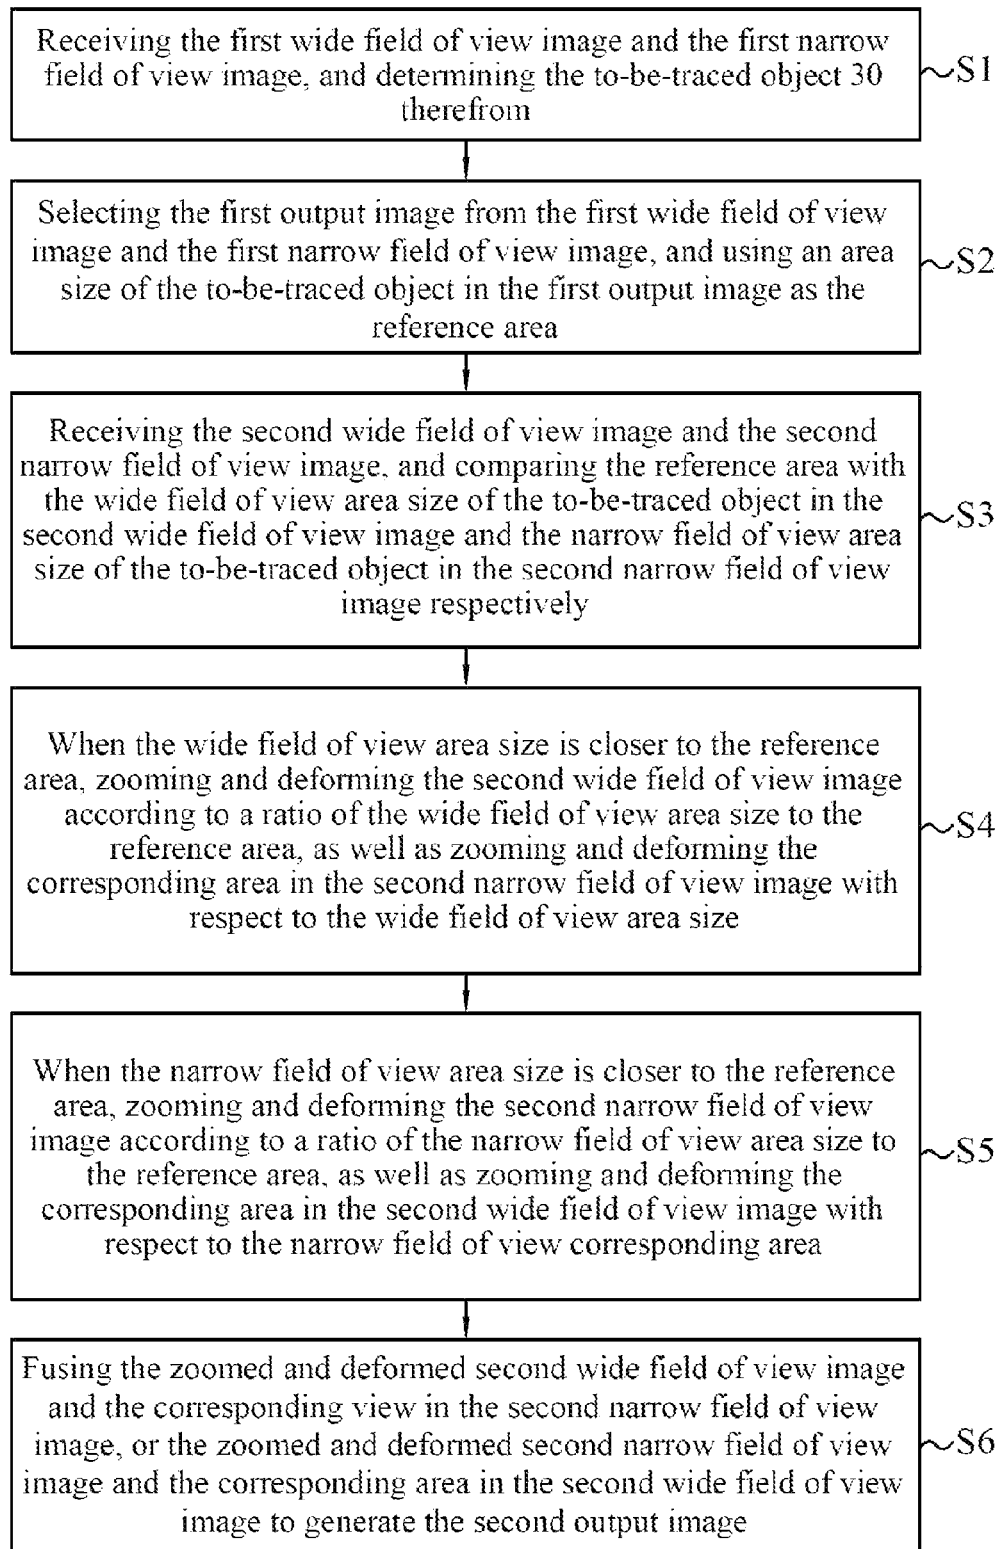 Receiving the first wide field of view image and the first narrow
field of view image, and determining the to-be-traced object 30
therefrom
S1
Selecting the first output image from the first wide field of view
image and the first narrow field of view image, and using an area
size of the to-be-traced object in the first output image as the
reference area
S2
Receiving the second wide field of view image and the second
narrow field of view image, and comparing the reference area with
the wide field of view area size of the to-be-traced object in the
second wide field of view image and the narrow field of view area
size of the to-be-traced object in the second narrow field of view
image respectively
S3
When the wide field of view area size is closer to the reference
area, zooming and deforming the second wide field of view image
according to a ratio of the wide field of view area size to the
reference area, as well as zooming and deforming the
corresponding area in the second narrow field of view image with
respect to the wide field of view area size
S4
When the narrow field of view area size is closer to the reference
area, zooming and deforming the second narrow field of view
image according to a ratio of the narrow field of view area size to
the reference area, as well as zooming and deforming the
corresponding area in the second wide field of view image with
respect to the narrow field of view corresponding area
S5
Fusing the zoomed and deformed second wide field of view image
and the corresponding view in the second narrow field of view
image, or the zoomed and deformed second narrow field of view
image and the corresponding area in the second wide field of view
image to generate the second output image
S6